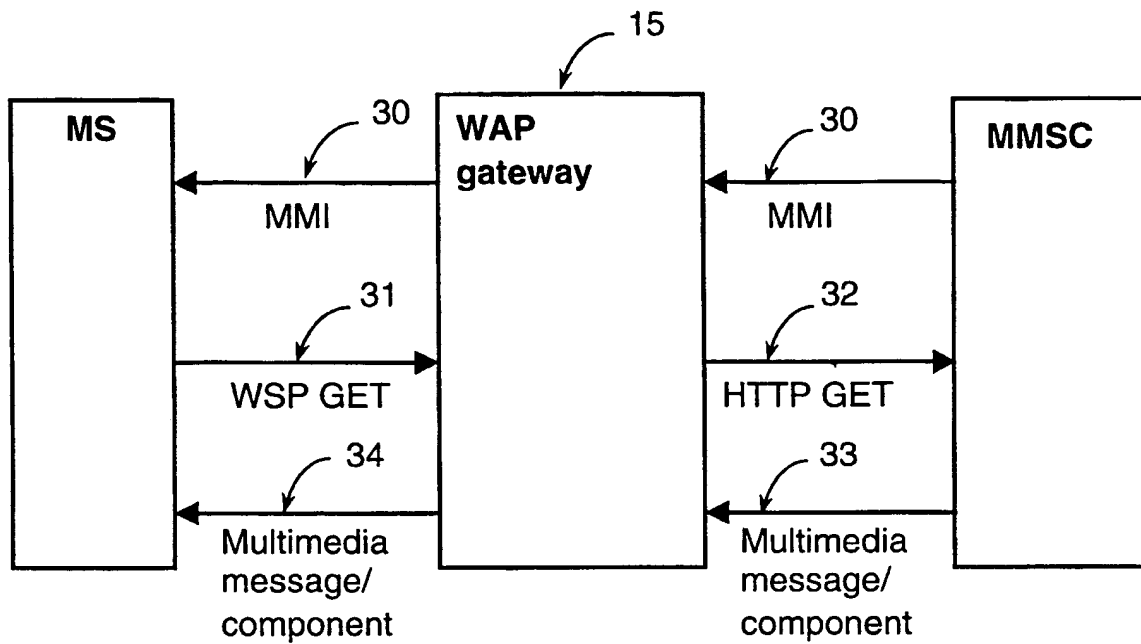 15
MS
30
WAP
gateway
30
MMSC
MMI
MMI
31
32
WSP GET
HTTP GET
34
33
Multimedia
message/
component
Multimedia
message/
component